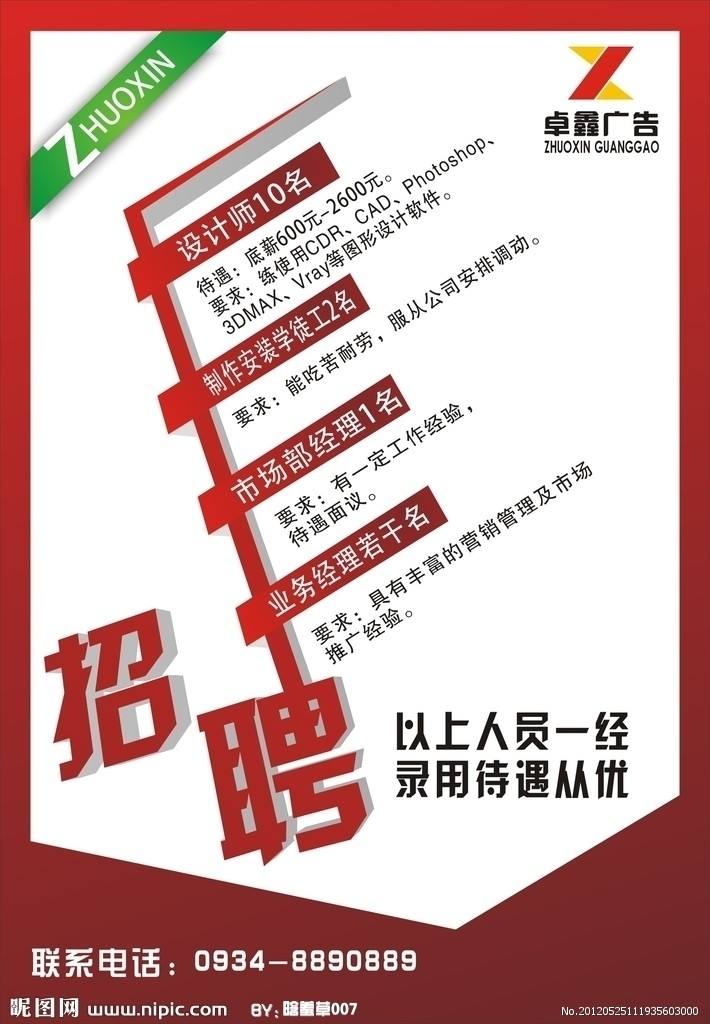 ZHUOXIN
卓鑫广告
ZHUOXIN GUANGGAO
设计师10名
待遇：底薪600元-2600元。
要求：练使用CDR、CAD、Photoshop、
3DMAX、Vray等图形设计软件。
制作安装学徒工2名
要求：能吃苦耐劳，服从公司安排调动。
市场部经理1名
要求：有一定工作经验，
待遇面议。
业务经理若干名
要求：具有丰富的营销管理及市场
推广经验。
招聘
以上人员一经
录用待遇从优
联系电话：0934-8890889
昵图网 www.nipic.com
BY：瞎羞草007
No.20120525111935603000